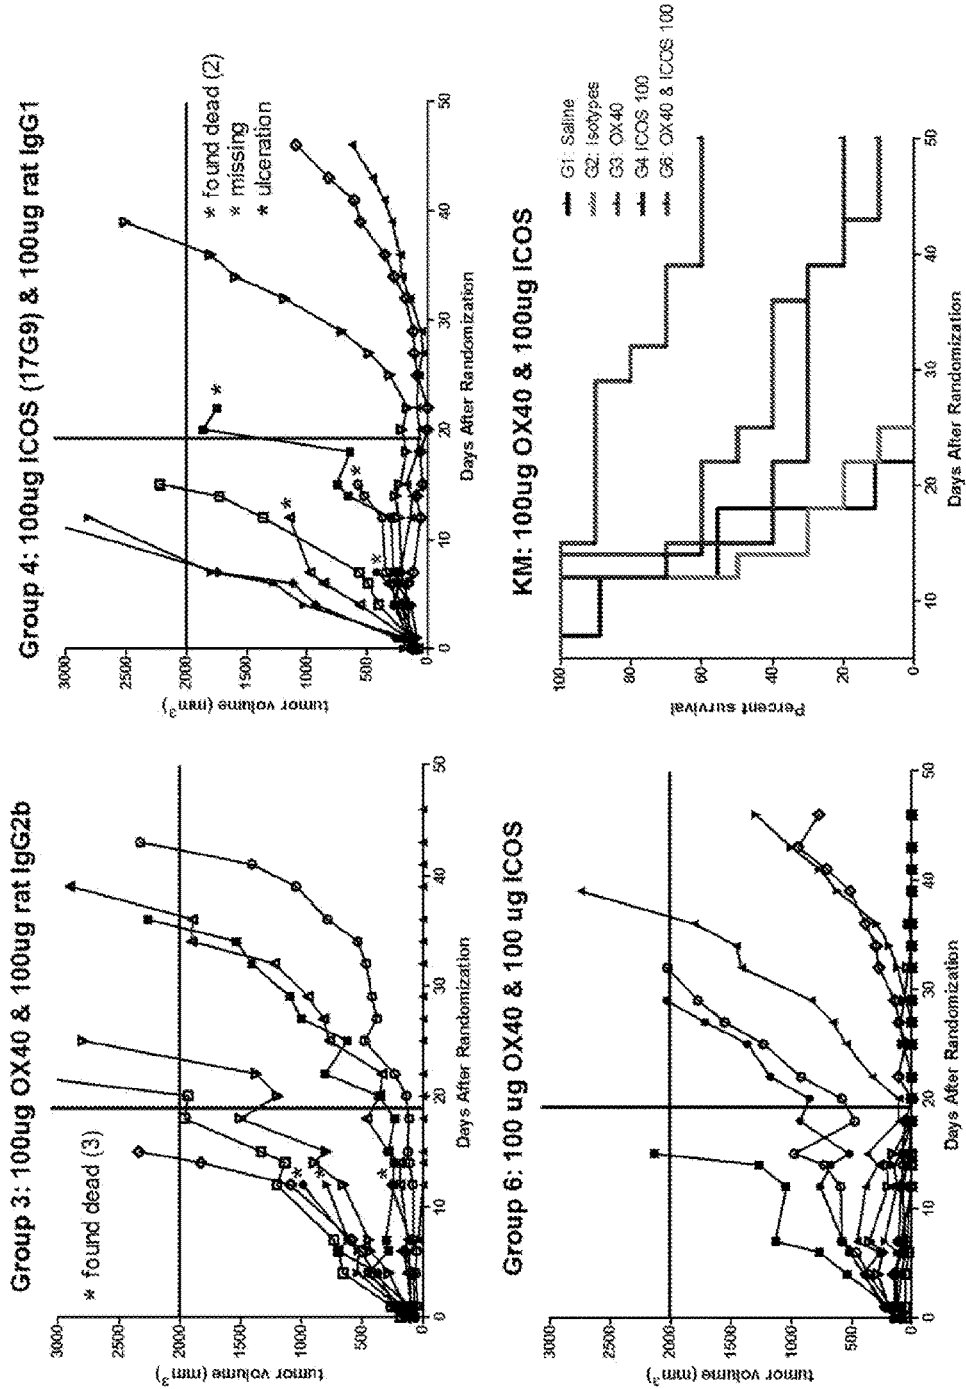 Group 3: 100ug OX40 & 100ug rat IgG2b
* found dead (3)
tumor volume (mm³)
3000
2500
2000
1500
1000
500
0
0
10
20
30
40
50
Days After Randomization
Group 4: 100ug ICOS (17G9) & 100ug rat IgG1
* found dead (2)
* missing
* ulceration
tumor volume (mm³)
3000
2500
2000
1500
1000
500
0
0
10
20
30
40
50
Days After Randomization
Group 6: 100 ug OX40 & 100 ug ICOS
tumor volume (mm³)
3000
2500
2000
1500
1000
500
0
0
10
20
30
40
50
Days After Randomization
KM: 100ug OX40 & 100ug ICOS
G1: Saline
G2: Isotypes
G3: OX40
G4 ICOS 100
G6: OX40 & ICOS 100
Percent survival
100
80
60
40
20
0
10
20
30
40
50
Days After Randomization